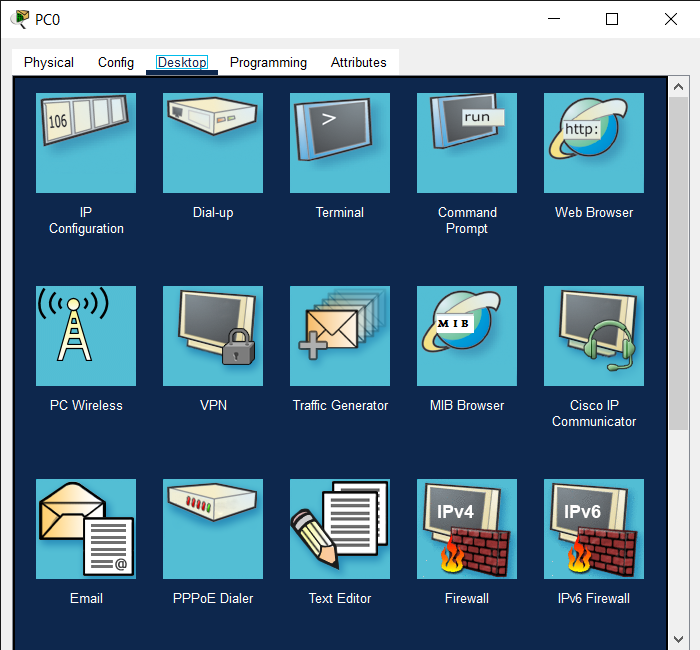 PC0
Physical Config Desktop Programming Attributes
106
>
run
http:
IP
Configuration
Dial-up
Terminal
Command
Prompt
Web Browser
MIB
PC Wireless
VPN
Traffic Generator
MIB Browser
Cisco IP
Communicator
@
IPv4
IPv6
Email
PPPoE Dialer
Text Editor
Firewall
IPv6 Firewall